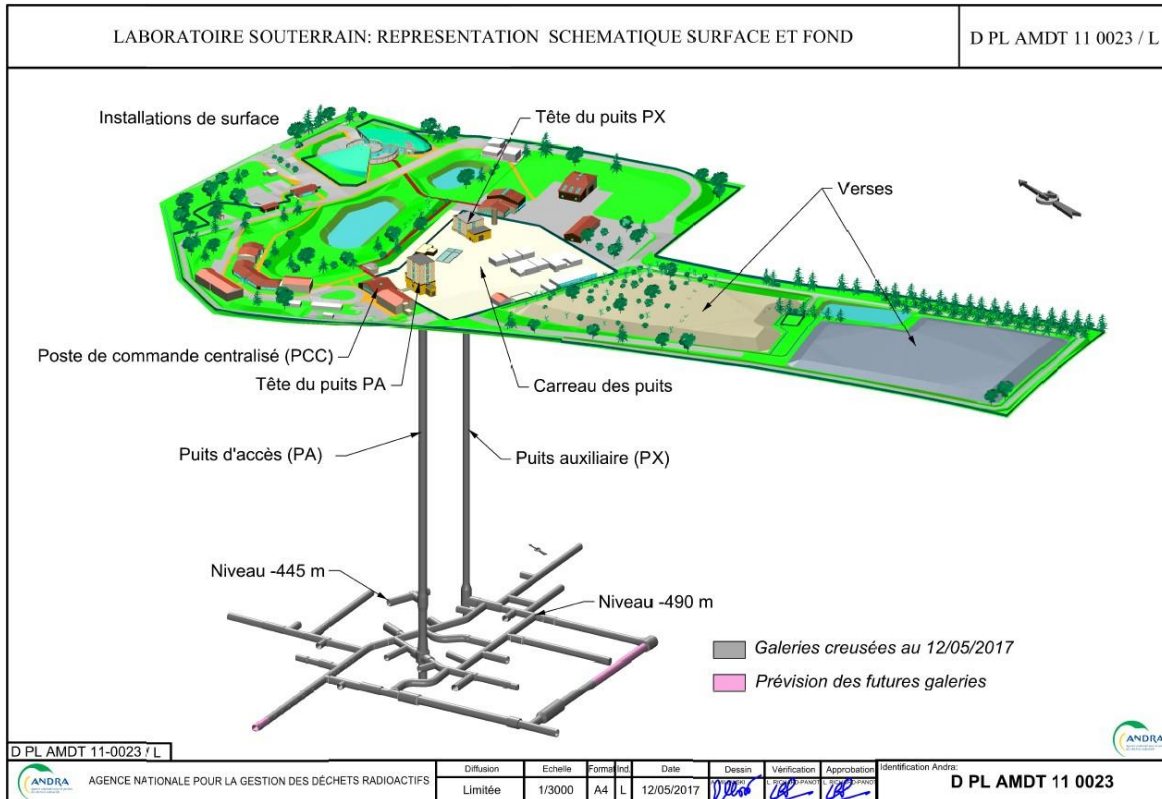 LABORATOIRE SOUTERRAIN: REPRESENTATION SCHEMATIQUE SURFACE ET FOND
D PL AMDT 11 0023 / L
Installations de surface
Tête du puits PX
Verses
Poste de commande centralisé (PCC)
Tête du puits PA
Carreau des puits
Puits d'accès (PA)
Puits auxiliaire (PX)
Niveau -445 m
Niveau -490 m
Galeries creusées au 12/05/2017
Prévision des futures galeries
ANDRA
D PL AMDT 11-0023 / L
ANDRA
AGENCE NATIONALE POUR LA GESTION DES DÉCHETS RADIOACTIFS
Diffusion
Echelle
Format
Ind.
Date
Dessin
Vérification
Approbation
Identification Andra:
Limitée
1/3000
A4
L
12/05/2017
D PL AMDT 11 0023